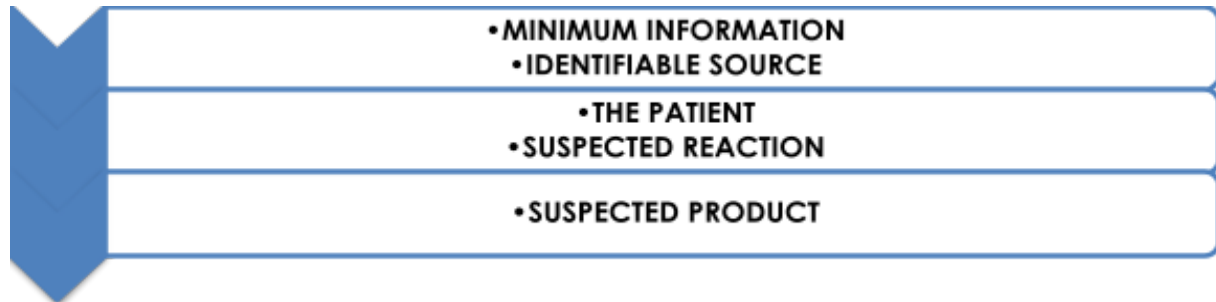 •MINIMUM INFORMATION
•IDENTIFIABLE SOURCE
•THE PATIENT
•SUSPECTED REACTION
•SUSPECTED PRODUCT